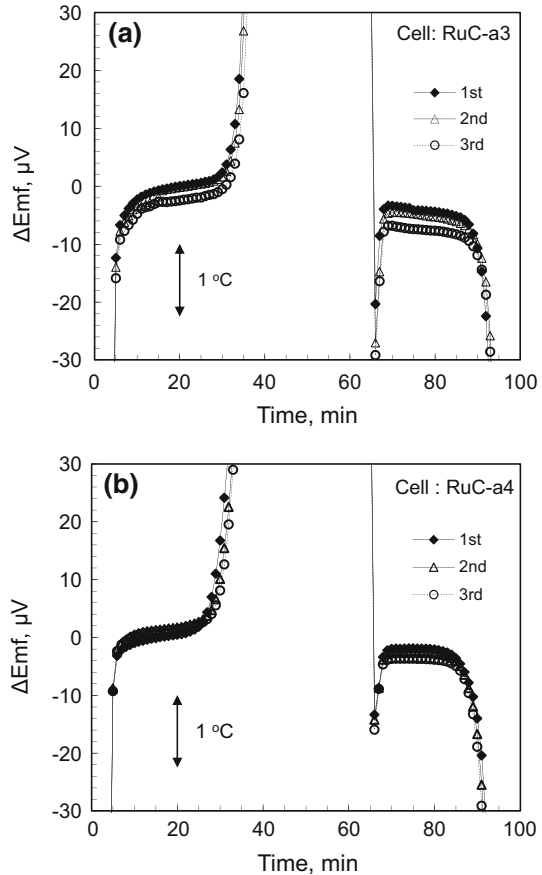 (a)
Cell: RuC-a3
1st
2nd
3rd
ΔEmf, μV
30
20
10
0
-10
-20
-30
1 °C
0 20 40 60 80 100
Time, min
(b)
Cell : RuC-a4
1st
2nd
3rd
ΔEmf, μV
30
20
10
0
-10
-20
-30
1 °C
0 20 40 60 80 100
Time, min